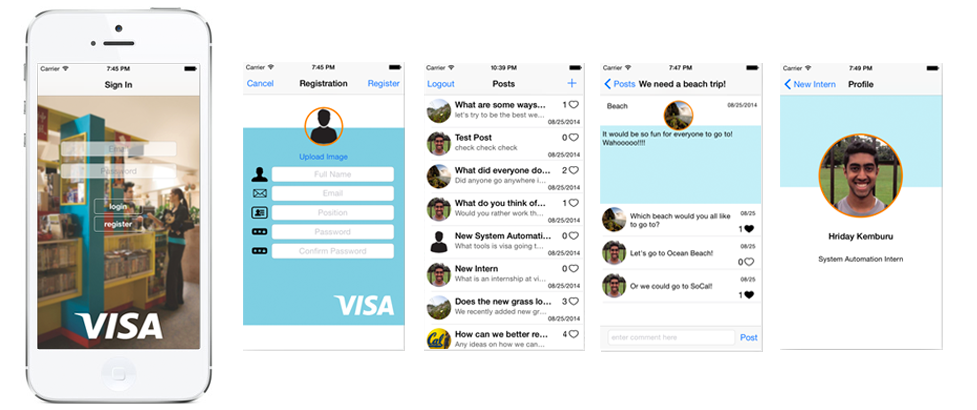 Carrier 7:45 PM
Sign In
Email
Password
login
register
VISA
Carrier 7:45 PM
Cancel Registration Register
Upload Image
Full Name
Email
Position
Password
Confirm Password
VISA
Carrier 10:39 PM
Logout Posts +
What are some ways... 1
let's try to be the best we...
08/25/2014
Test Post 0
check check check
08/25/2014
What did everyone do... 2
Did anyone go anywhere i...
08/25/2014
What do you think of... 1
Would you rather work th...
08/25/2014
New System Automati... 0
What tools is visa going t...
08/25/2014
New Intern 0
What is an internship at vi...
08/25/2014
Does the new grass lo... 3
We recently added new gr...
08/25/2014
How can we better re... 4
Any ideas on how we can...
Cal
Carrier 7:47 PM
Posts We need a beach trip!
Beach 08/25/2014
It would be so fun for everyone to go to!
Wahooooo!!!!
08/25
Which beach would you all like
to go to?
1
08/25
Let's go to Ocean Beach!
0
08/25
Or we could go to SoCal!
1
enter comment here Post
Carrier 7:49 PM
New Intern Profile
Hriday Kemburu
System Automation Intern